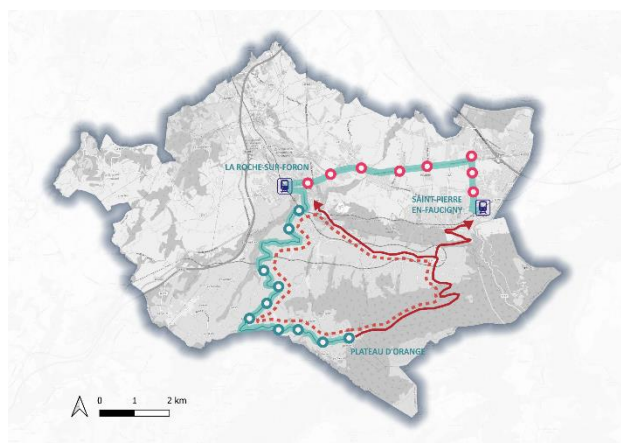 LA ROCHE-SUR-FORON
SAINT-PIERRE
EN-FAUCIGNY
PLATEAU D'ORANGE
0 1 2 km